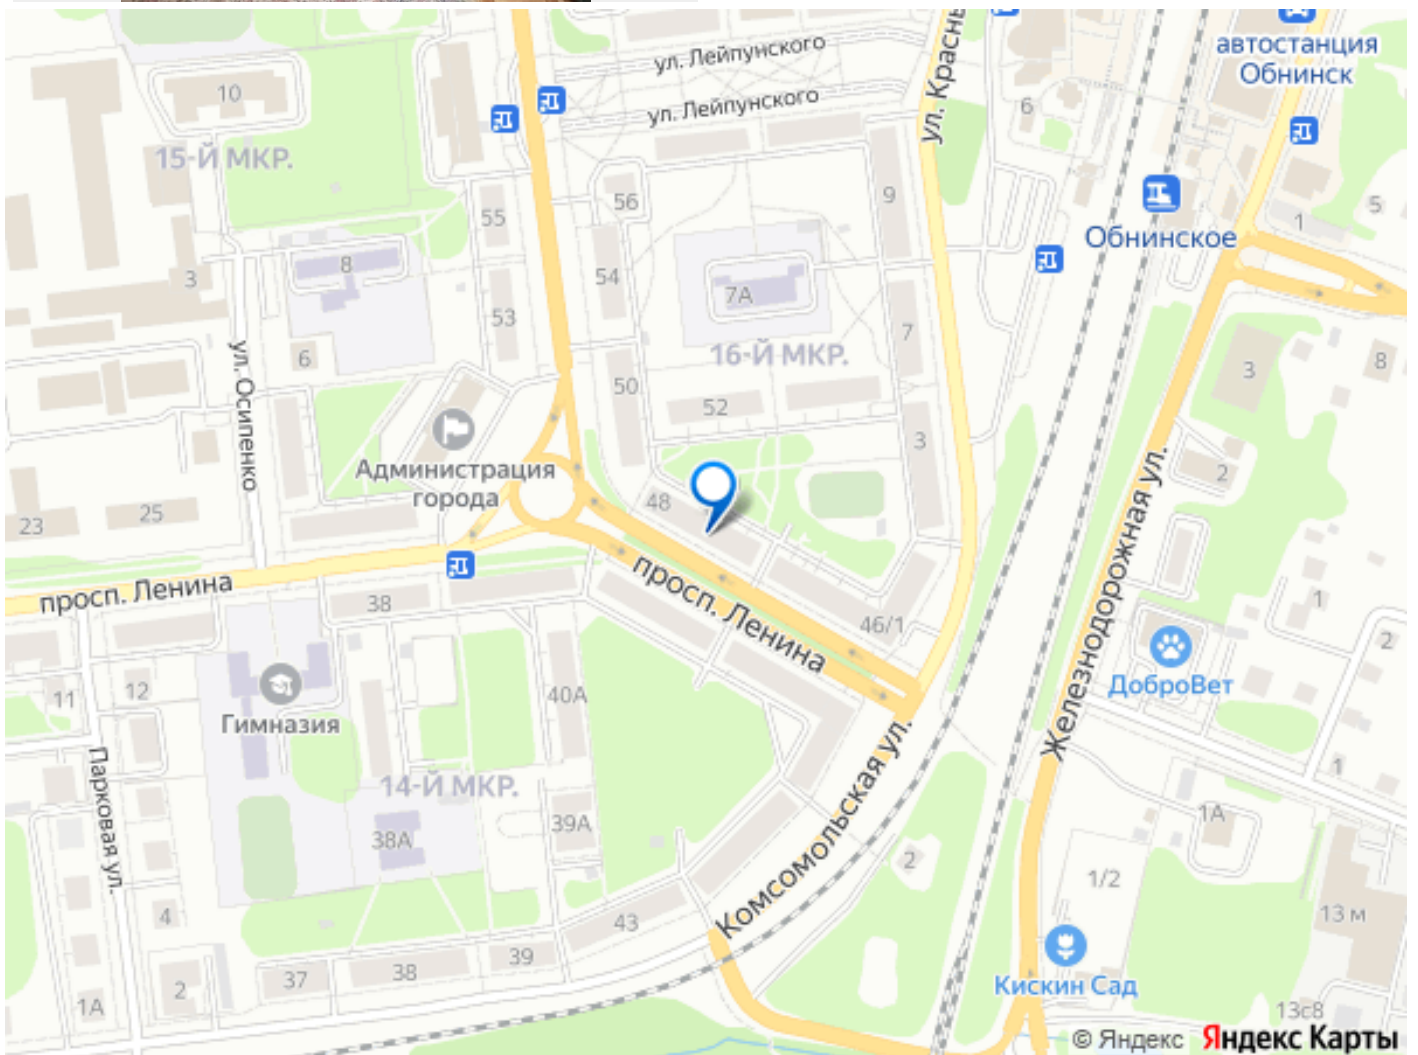 ул. Лейпунского
ул. Красны
автостанция
Обнинск
10
ул. Лейпунского
6
15-Й МКР.
9
56
55
5
1
Обнинское
8
3
54
7А
53
7
16-Й МКР.
6
ул. Осипенко
50
3
8
52
3
Администрация
города
2
48
23
25
Железнодорожная ул.
просп. Ленина
38
просп. Ленина
46/1
1
2
11
12
Гимназия
40А
ДоброВет
Парковая ул.
14-Й МКР.
Комсомольская ул.
1
38А
39А
1А
2
1/2
4
43
13 м
37
38
39
2
1А
Кискин Сад
13с8
© Яндекс Яндекс Карты